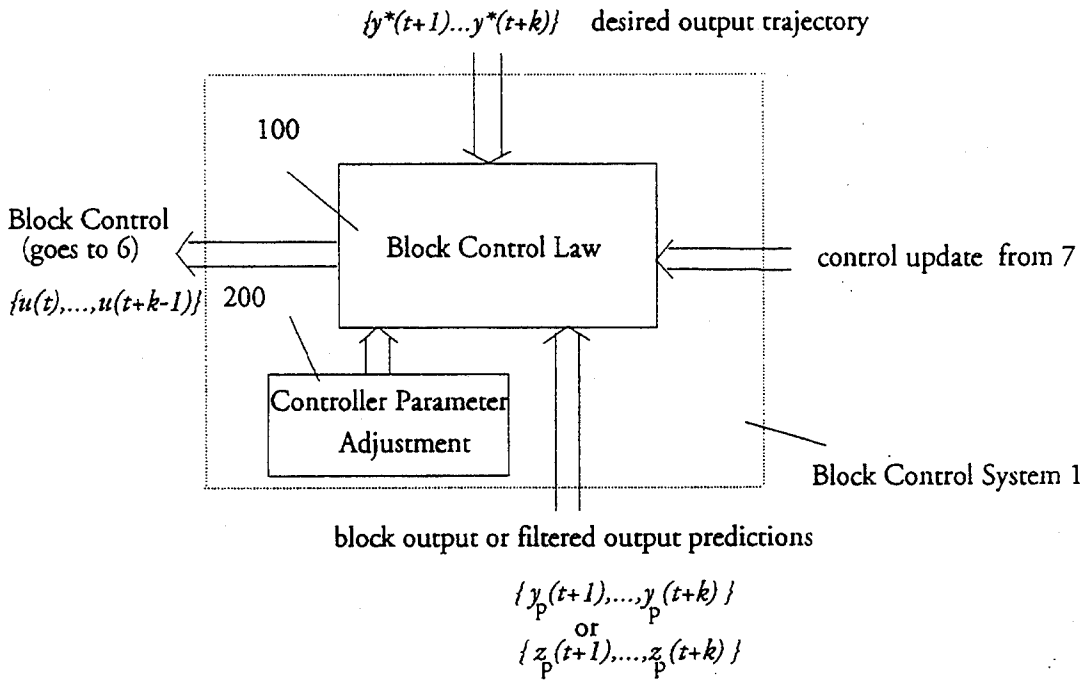 {y*(t+1)...y*(t+k)} desired output trajectory
100
Block Control
(goes to 6)
{u(t),...,u(t+k-1)}
Block Control Law
control update from 7
200
Controller Parameter
Adjustment
Block Control System 1
block output or filtered output predictions
{ yp(t+1),...,yp(t+k) }
or
{ zp(t+1),...,zp(t+k) }